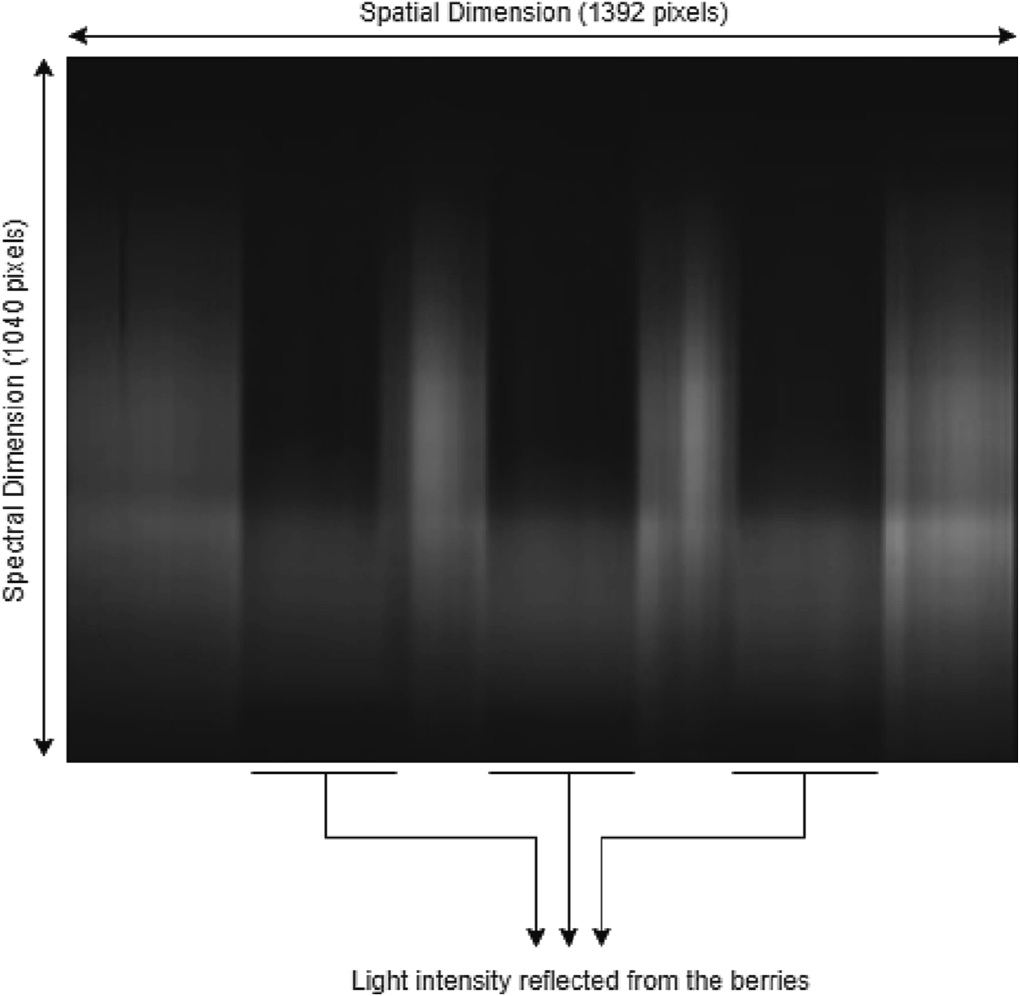 Spatial Dimension (1392 pixels)
Spectral Dimension (1040 pixels)
Light intensity reflected from the berries